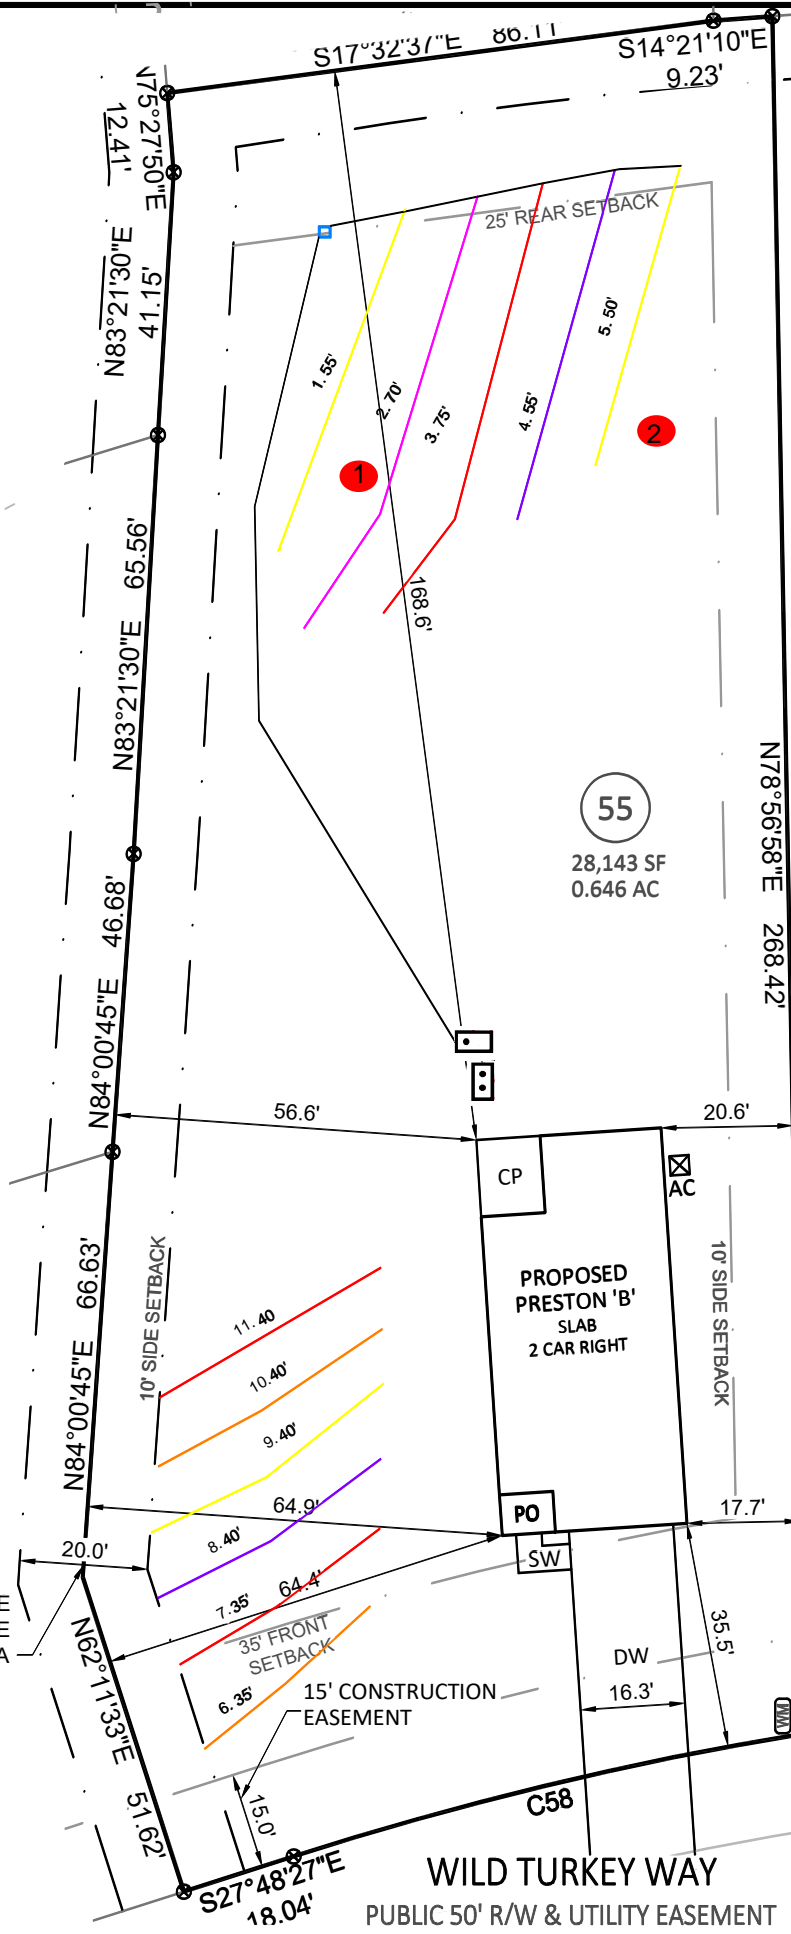 S17°32'37"E 86.11'
S14°21'10"E
9.23'
N75°27'50"E
12.41'
N83°21'30"E
41.15'
25' REAR SETBACK
1. 55'
2. 70'
3. 75'
4. 55'
5. 50'
1
2
168.6'
N83°21'30"E 65.56'
55
28,143 SF
0.646 AC
N78°56'58"E 268.42'
N84°00'45"E 46.68'
56.6'
20.6'
CP
AC
PROPOSED
PRESTON 'B'
SLAB
2 CAR RIGHT
10' SIDE SETBACK
10' SIDE SETBACK
N84°00'45"E 66.63'
11. 40
10.40'
9.40'
8.40'
7.35'
6. 35'
64.9'
64.4'
20.0'
PO
SW
17.7'
E
E
A
35' FRONT
SETBACK
N62°11'33"E 51.62'
15' CONSTRUCTION
EASEMENT
DW
16.3'
35.5'
WM
15.0'
C58
S27°48'27"E
18.04'
WILD TURKEY WAY
PUBLIC 50' R/W & UTILITY EASEMENT